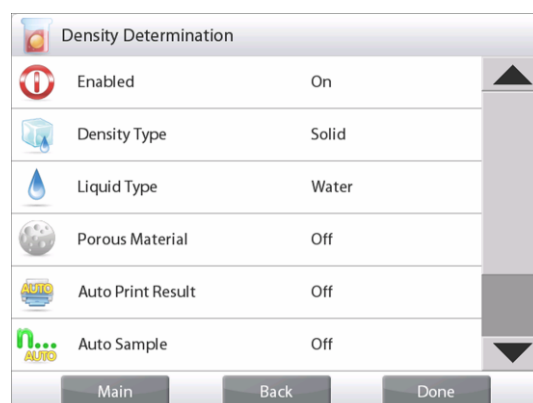 Density Determination
Enabled On
Density Type Solid
Liquid Type Water
Porous Material Off
AUTO
Auto Print Result Off
n...
AUTO
Auto Sample Off
Main Back Done